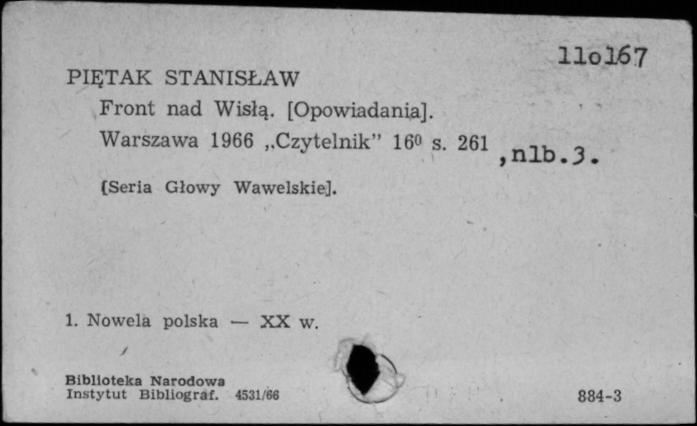 110167
PIĘTAK STANISŁAW
Front nad Wisłą. [Opowiadania].
Warszawa 1966 „Czytelnik” 16⁰ s. 261 ,nlb.3.
[Seria Głowy Wawelskie].
1. Nowela polska — XX w.
Biblioteka Narodowa
Instytut Bibliograf. 4531/66
884-3